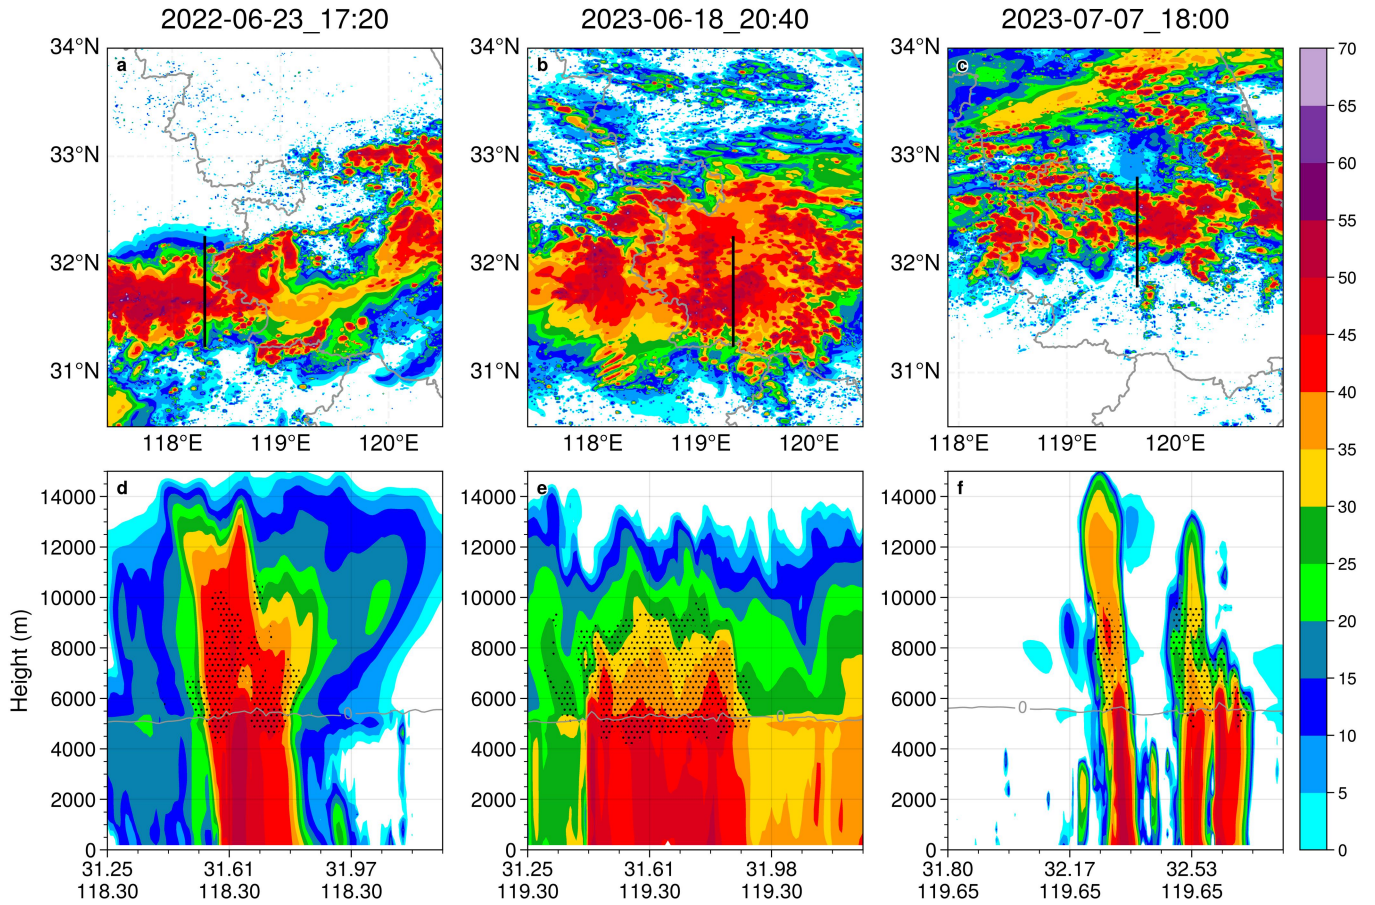 2022-06-23_17:20 2023-06-18_20:40 2023-07-07_18:00
34°N 34°N 34°N 70
a b c
65
33°N 33°N 33°N 60
55
32°N 32°N 32°N 50
45
31°N 31°N 31°N 40
118°E 119°E 120°E 118°E 119°E 120°E 118°E 119°E 120°E
35
d e f
14000 14000 14000 30
12000 12000 12000
25
10000 10000 10000
20
8000 8000 8000
Height (m)
6000 6000 6000 15
0 0 0
10
4000 4000 4000
5
2000 2000 2000
0 0 0 0
31.25 31.61 31.97 31.25 31.61 31.98 31.80 32.17 32.53
118.30 118.30 118.30 119.30 119.30 119.30 119.65 119.65 119.65